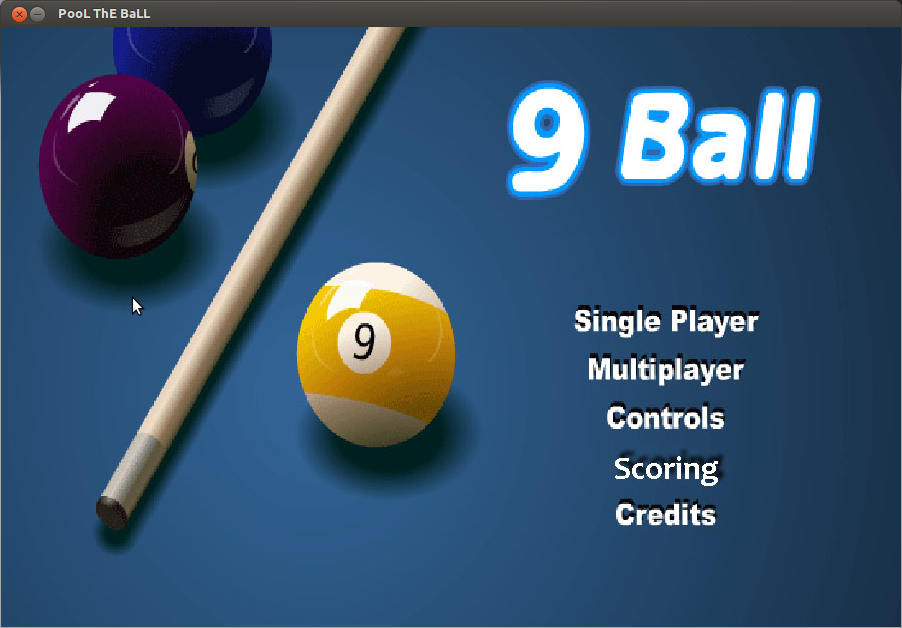 PooL ThE BaLL
9 Ball
9
Single Player
Multiplayer
Controls
Scoring
Credits